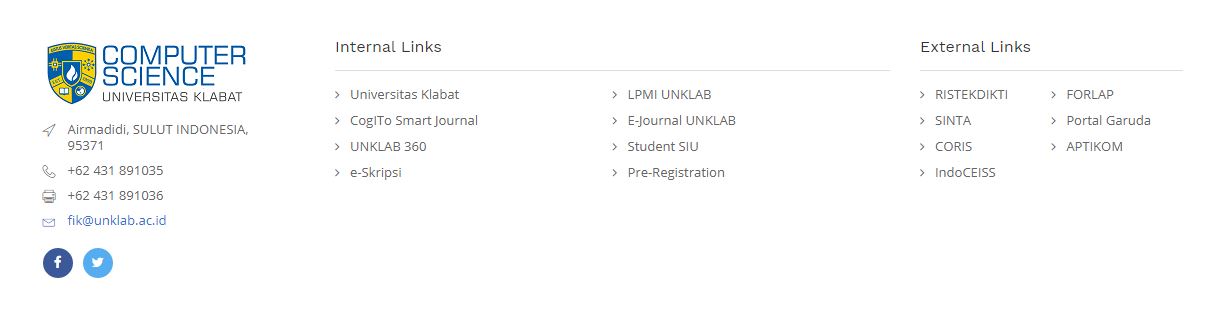 COMPUTER
SCIENCE
UNIVERSITAS KLABAT
Airmadidi, SULUT INDONESIA,
95371
+62 431 891035
+62 431 891036
fik@unklab.ac.id
Internal Links
Universitas Klabat
CogITo Smart Journal
UNKLAB 360
e-Skripsi
LPMI UNKLAB
E-Journal UNKLAB
Student SIU
Pre-Registration
External Links
RISTEKDIKTI
SINTA
CORIS
IndoCEISS
FORLAP
Portal Garuda
APTIKOM